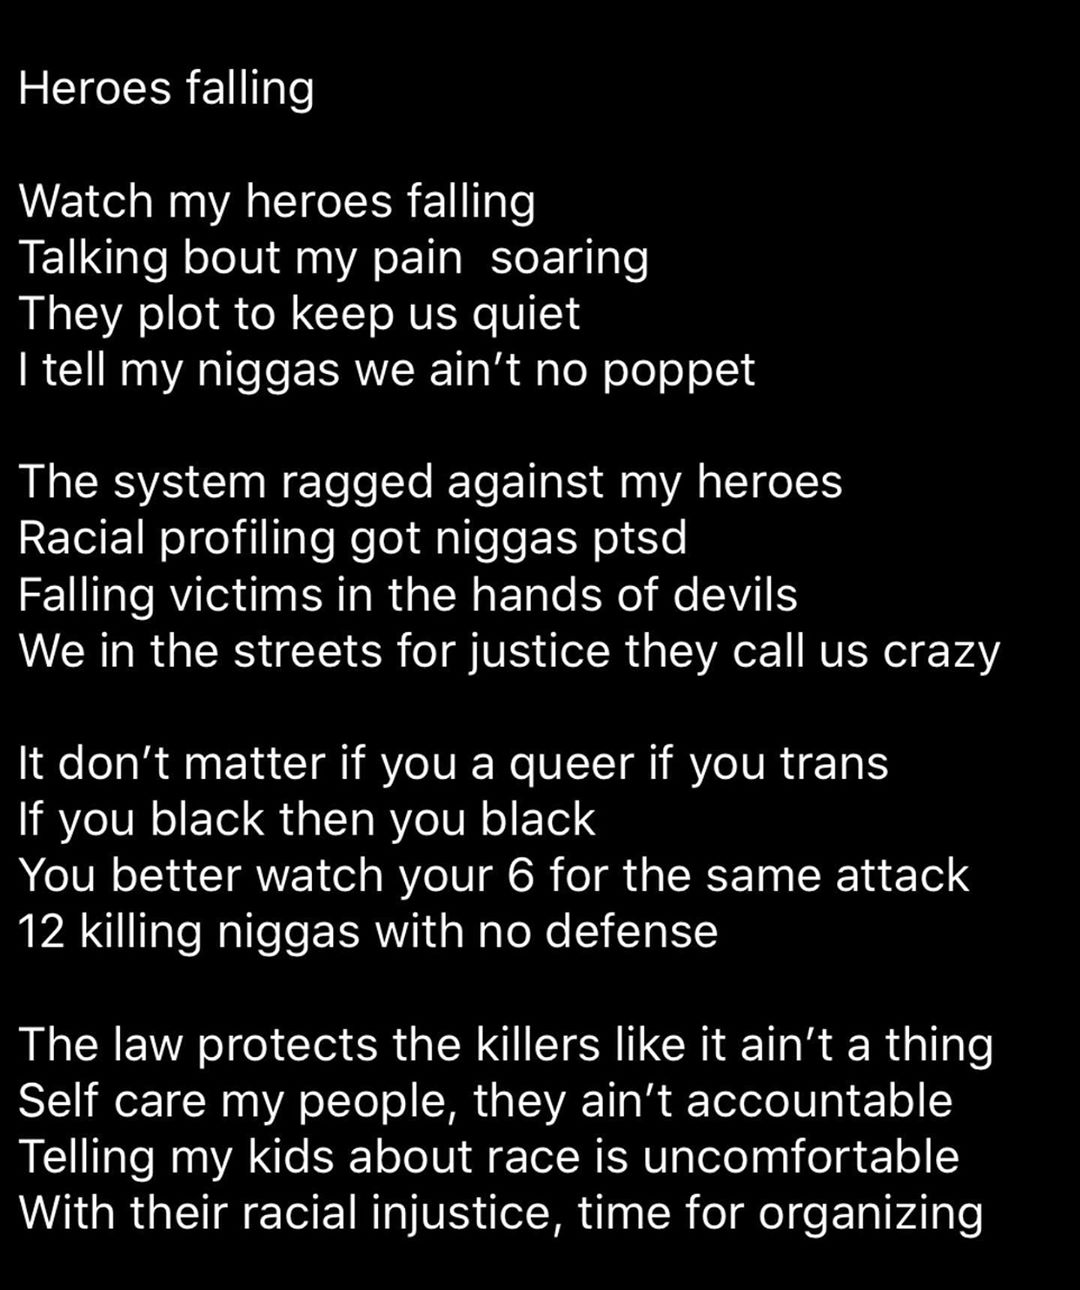 Heroes falling
Watch my heroes falling
Talking bout my pain  soaring
They plot to keep us quiet
I tell my niggas we ain’t no poppet
The system ragged against my heroes
Racial profiling got niggas ptsd
Falling victims in the hands of devils
We in the streets for justice they call us crazy
It don’t matter if you a queer if you trans
If you black then you black
You better watch your 6 for the same attack
12 killing niggas with no defense
The law protects the killers like it ain’t a thing
Self care my people, they ain’t accountable
Telling my kids about race is uncomfortable
With their racial injustice, time for organizing